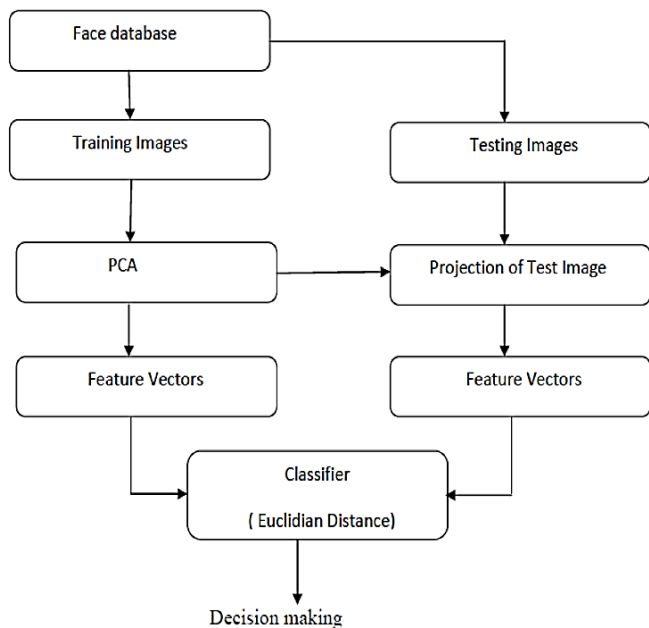 Face database
Training Images
Testing Images
PCA
Projection of Test Image
Feature Vectors
Feature Vectors
Classifier
( Euclidian Distance)
Decision making